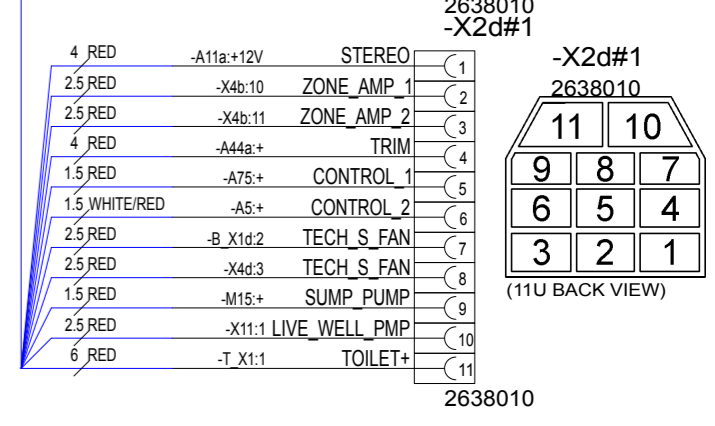 2638010
-X2d#1
4 RED -A11a:+12V STEREO 1
2.5 RED -X4b:10 ZONE_AMP_1 2
2.5 RED -X4b:11 ZONE_AMP_2 3
4 RED -A44a:+ TRIM 4
1.5 RED -A75:+ CONTROL_1 5
1.5 WHITE/RED -A5:+ CONTROL_2 6
2.5 RED -B_X1d:2 TECH_S_FAN 7
2.5 RED -X4d:3 TECH_S_FAN 8
1.5 RED -M15:+ SUMP_PUMP 9
2.5 RED -X11:1 LIVE_WELL_PMP 10
6 RED -T_X1:1 TOILET+ 11
2638010
-X2d#1
2638010
11 10
9 8 7
6 5 4
3 2 1
(11U BACK VIEW)